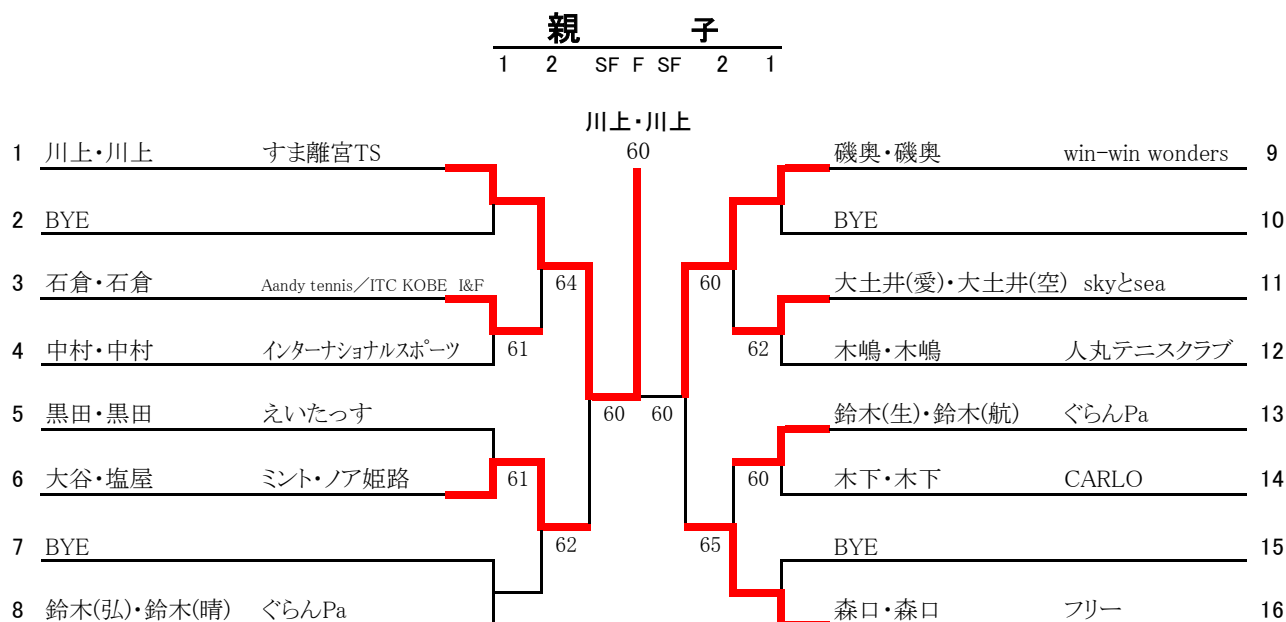 親 子
1 2 SF F SF 2 1
川上・川上
60
1 川上・川上 すま離宮TS
磯奥・磯奥 win-win wonders 9
2 BYE
BYE 10
3 石倉・石倉 Aandy tennis／ITC KOBE I&F
64
60
大土井(愛)・大土井(空) skyとsea 11
4 中村・中村 インターナショナルスポーツ
61
62
木嶋・木嶋 人丸テニスクラブ 12
5 黒田・黒田 えいたっす
60 60
鈴木(生)・鈴木(航) ぐらんPa 13
6 大谷・塩屋 ミント・ノア姫路
61
60
木下・木下 CARLO 14
7 BYE
62
65
BYE 15
8 鈴木(弘)・鈴木(晴) ぐらんPa
森口・森口 フリー 16